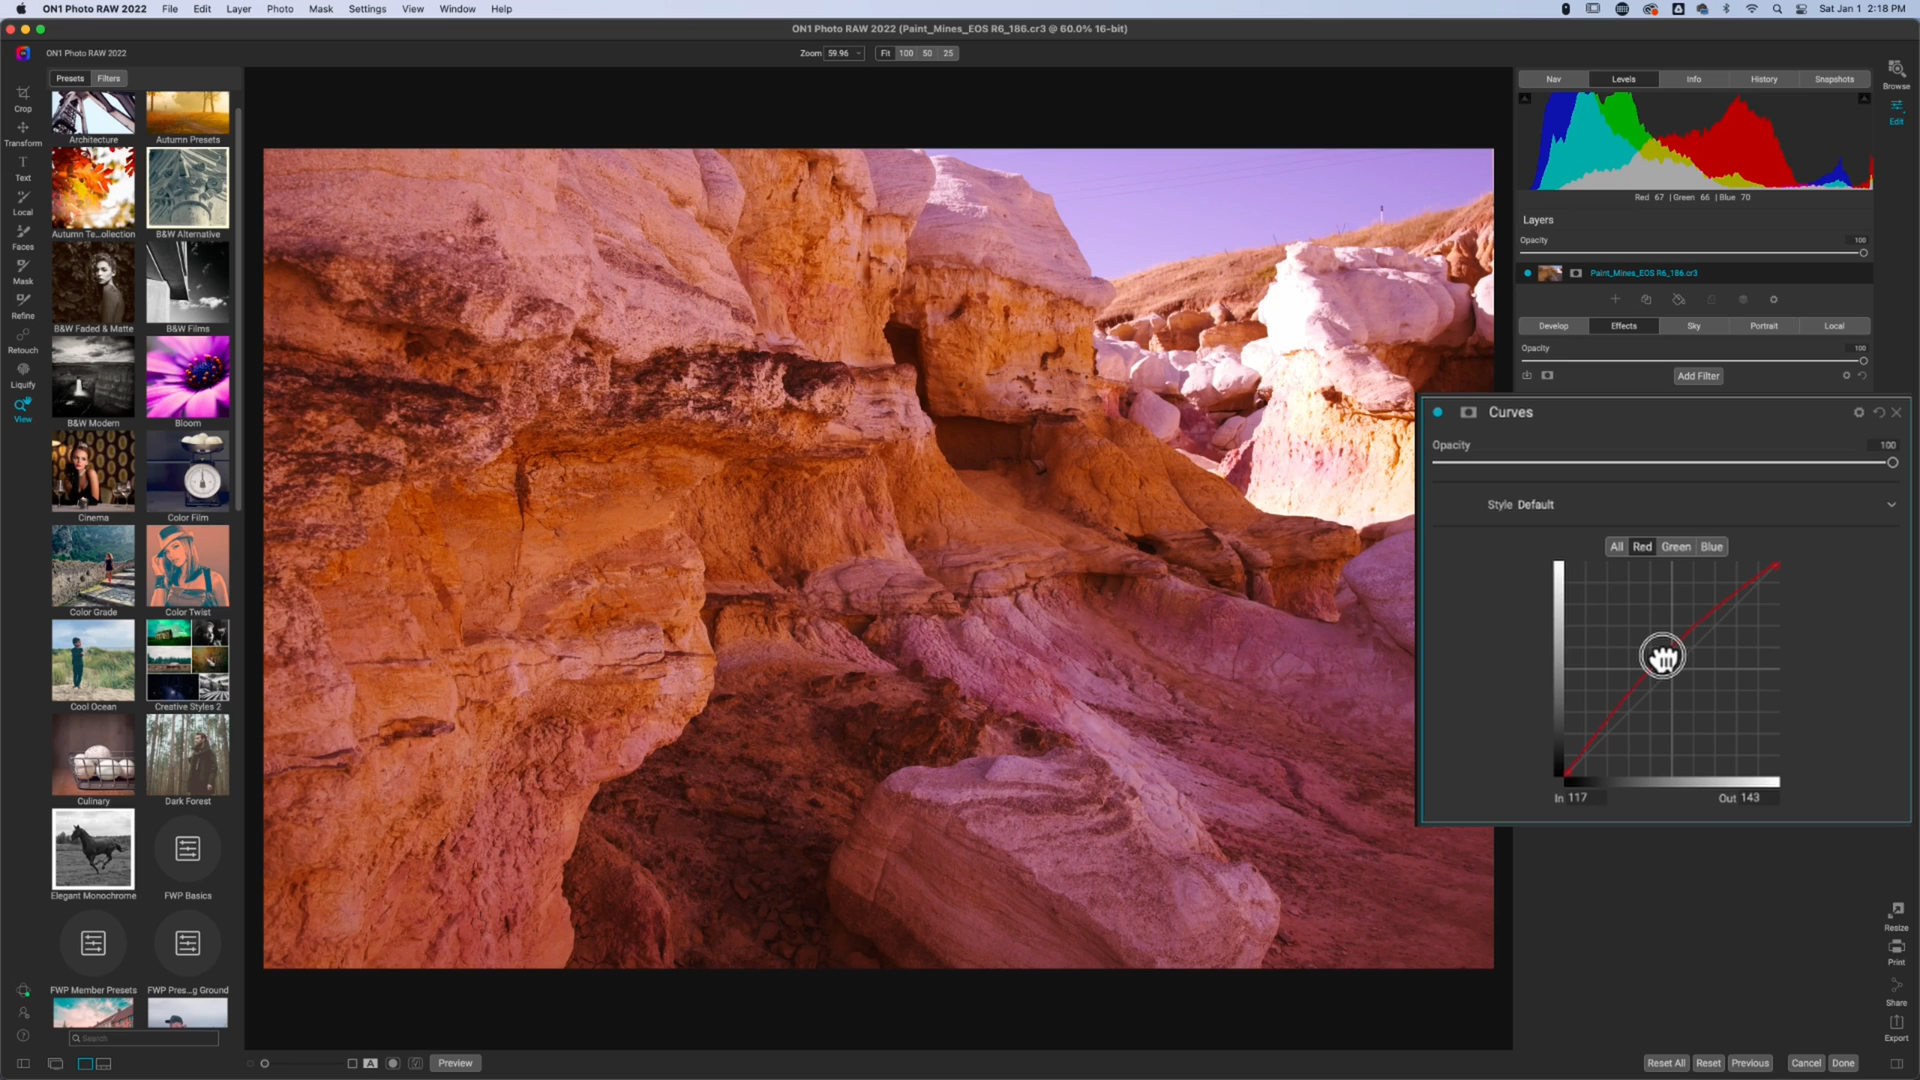 ON1 Photo RAW 2022 File Edit Layer Photo Mask Settings View Window Help
Sat Jan 1 2:18 PM
ON1 Photo RAW 2022 (Paint_Mines_EOS R6_186.cr3 @ 60.0% 16-bit)
ON1 Photo RAW 2022
Zoom 59.96 Fit 100 50 25
Presets Filters
Nav Levels Info History Snapshots
Browse
Edit
Crop
Transform
Text
Local
Faces
Mask
Refine
Retouch
Liquify
View
Architecture Autumn Presets
Autumn Te...ollection B&W Alternative
B&W Faded & Matte B&W Films
B&W Modern Bloom
Cinema Color Film
Color Grade Color Twist
Cool Ocean Creative Styles 2
Culinary Dark Forest
Elegant Monochrome FWP Basics
FWP Member Presets FWP Pres...g Ground
Search
Red 67 | Green 66 | Blue 70
Layers
Opacity 100
Paint_Mines_EOS R6_186.cr3
Develop Effects Sky Portrait Local
Opacity 100
Add Filter
Curves
Opacity 100
Style Default
All Red Green Blue
In 117 Out 143
Resize
Print
Share
Export
A Preview
Reset All Reset Previous Cancel Done